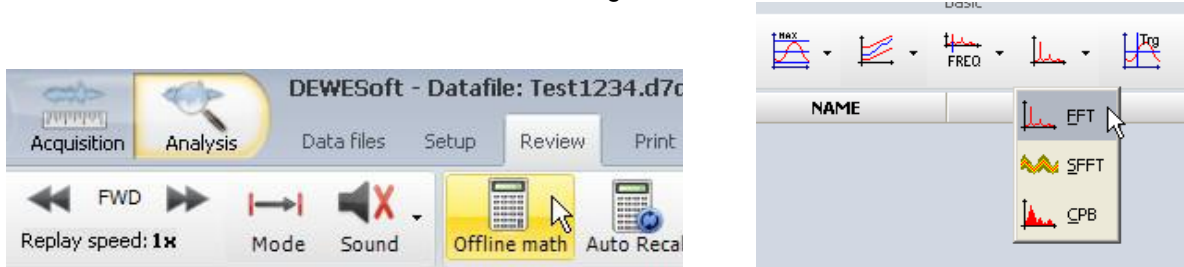 DEWESoft - Datafile: Test1234.d7d
Acquisition
Analysis
Data files
Setup
Review
Print
FWD
Replay speed: 1x
Mode
Sound
Offline math
Auto Recal
Basic
MAX
FREQ
Trg
NAME
FFT
SFFT
CPB